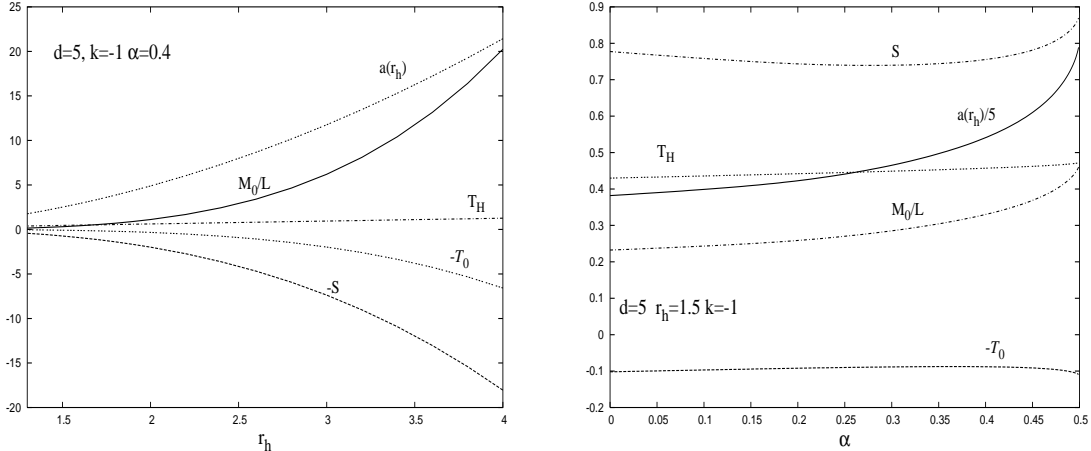 25
20
15
10
5
0
-5
-10
-15
-20
1.5
2
2.5
3
3.5
4
r_h
d=5, k=-1 α=0.4
a(r_h)
M_0/L
T_H
-T_0
-S
0.9
0.8
0.7
0.6
0.5
0.4
0.3
0.2
0.1
0
-0.1
-0.2
0
0.05
0.1
0.15
0.2
0.25
0.3
0.35
0.4
0.45
0.5
α
S
a(r_h)/5
T_H
M_0/L
d=5 r_h=1.5 k=-1
-T_0